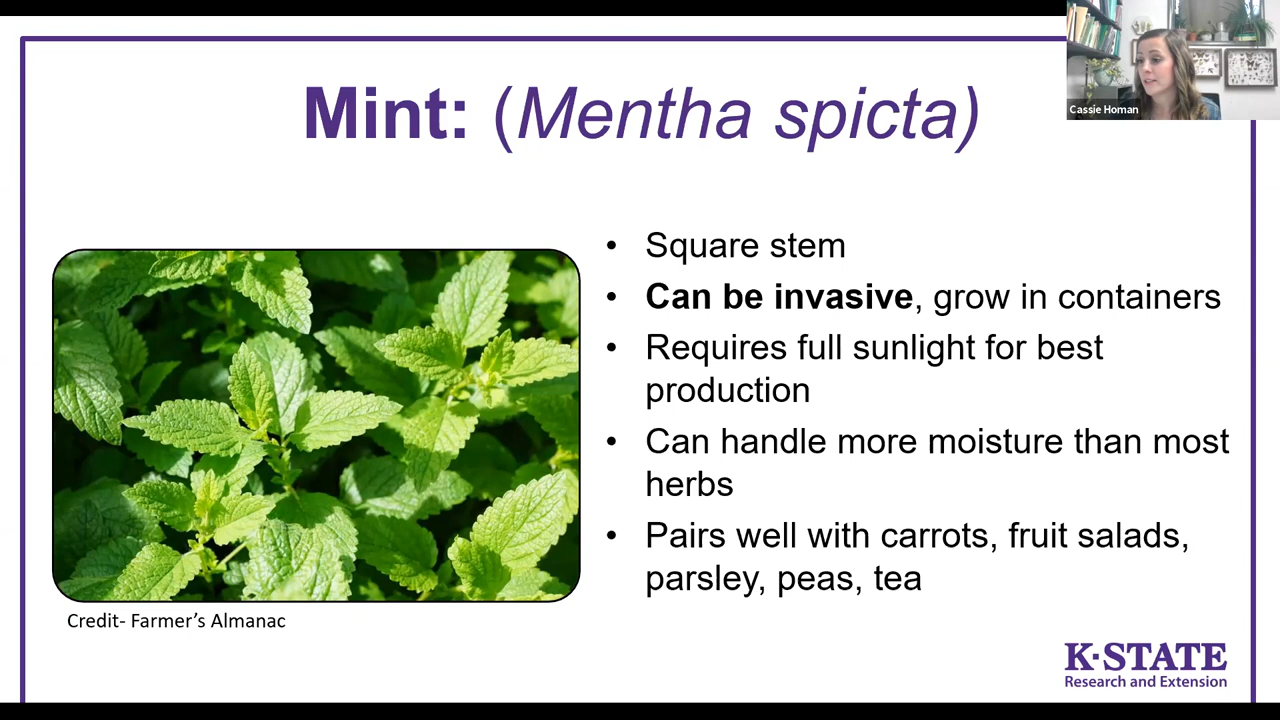 Cassie Homan
Mint: (Mentha spicta)
• Square stem
• Can be invasive, grow in containers
• Requires full sunlight for best
production
• Can handle more moisture than most
herbs
• Pairs well with carrots, fruit salads,
parsley, peas, tea
Credit- Farmer’s Almanac
K·STATE
Research and Extension